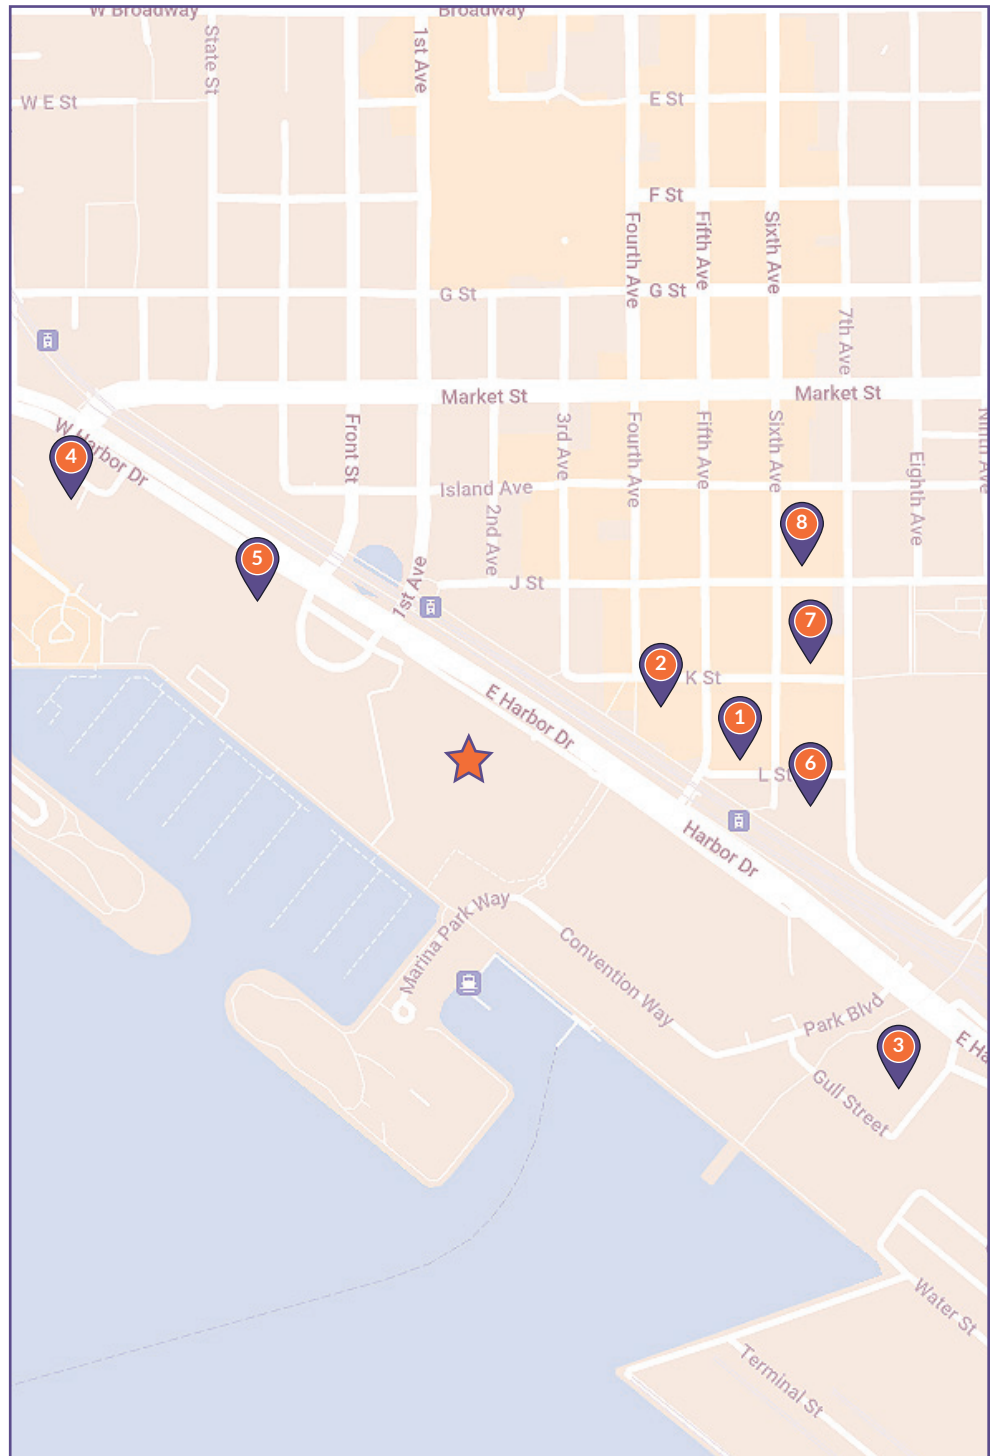 W Broadway
Broadway
State St
1st Ave
W E St
E St
F St
Fourth Ave
Fifth Ave
Sixth Ave
G St
G St
7th Ave
Market St
Market St
W Harbor Dr
4
Front St
3rd Ave
Fourth Ave
Fifth Ave
Sixth Ave
Ninth Ave
Eighth Ave
Island Ave
2nd Ave
8
5
1st Ave
J St
7
2
K St
E Harbor Dr
1
L St
6
Harbor Dr
Marina Park Way
Convention Way
Park Blvd
3
E Ha
Gull Street
Water St
Terminal St